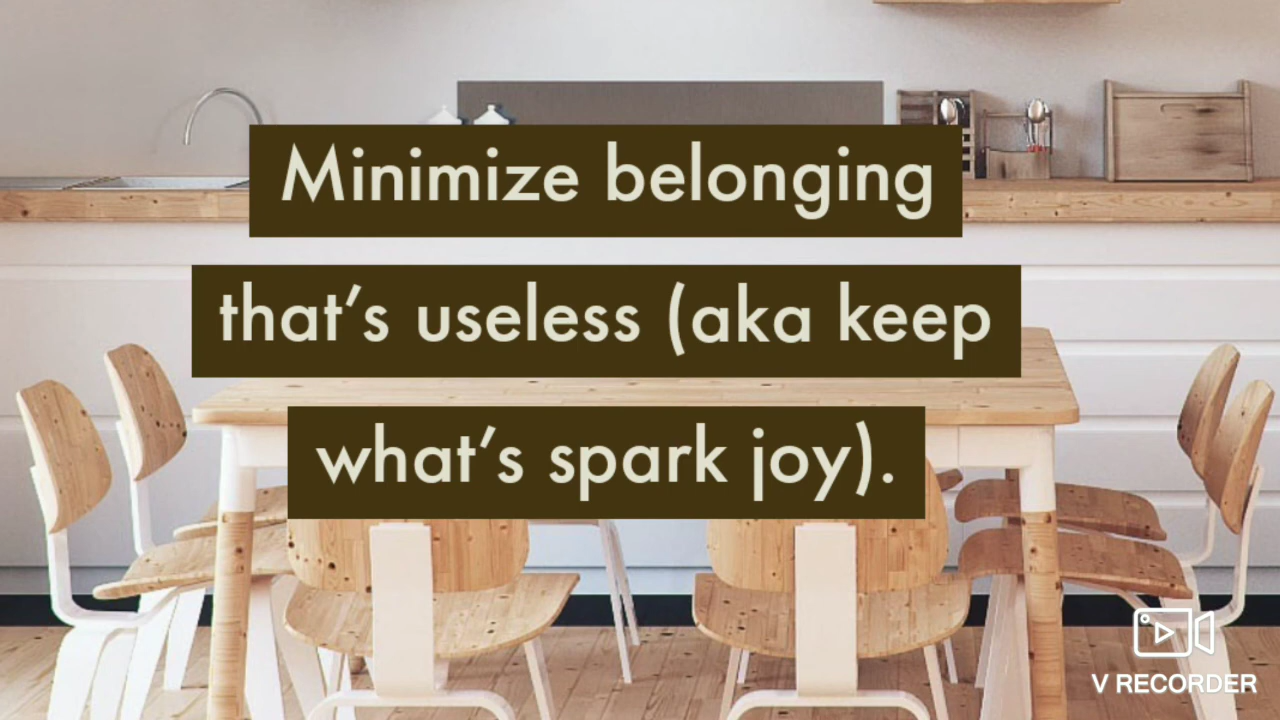 Minimize belonging
that's useless (aka keep
what's spark joy).
V RECORDER